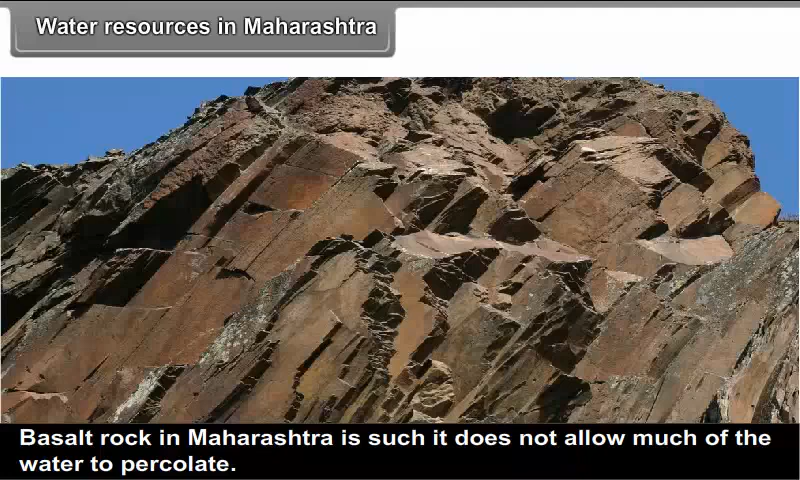 Water resources in Maharashtra
Basalt rock in Maharashtra is such it does not allow much of the
water to percolate.